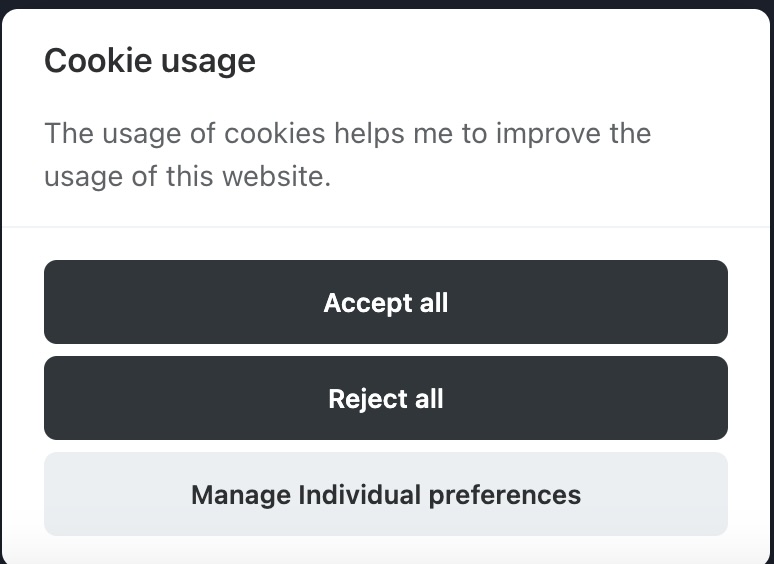 Cookie usage
The usage of cookies helps me to improve the
usage of this website.
Accept all
Reject all
Manage Individual preferences